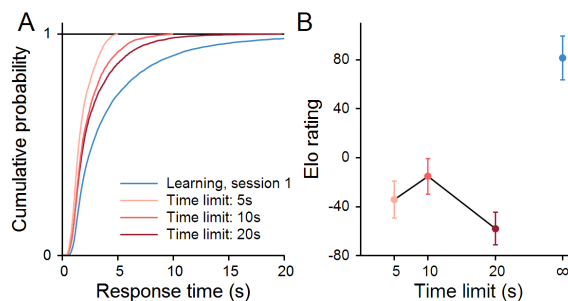 A
Cumulative probability
1
0
Learning, session 1
Time limit: 5s
Time limit: 10s
Time limit: 20s
0 5 10 15 20
Response time (s)
B
Elo rating
80
40
0
-40
-80
5 10 20 ∞
Time limit (s)